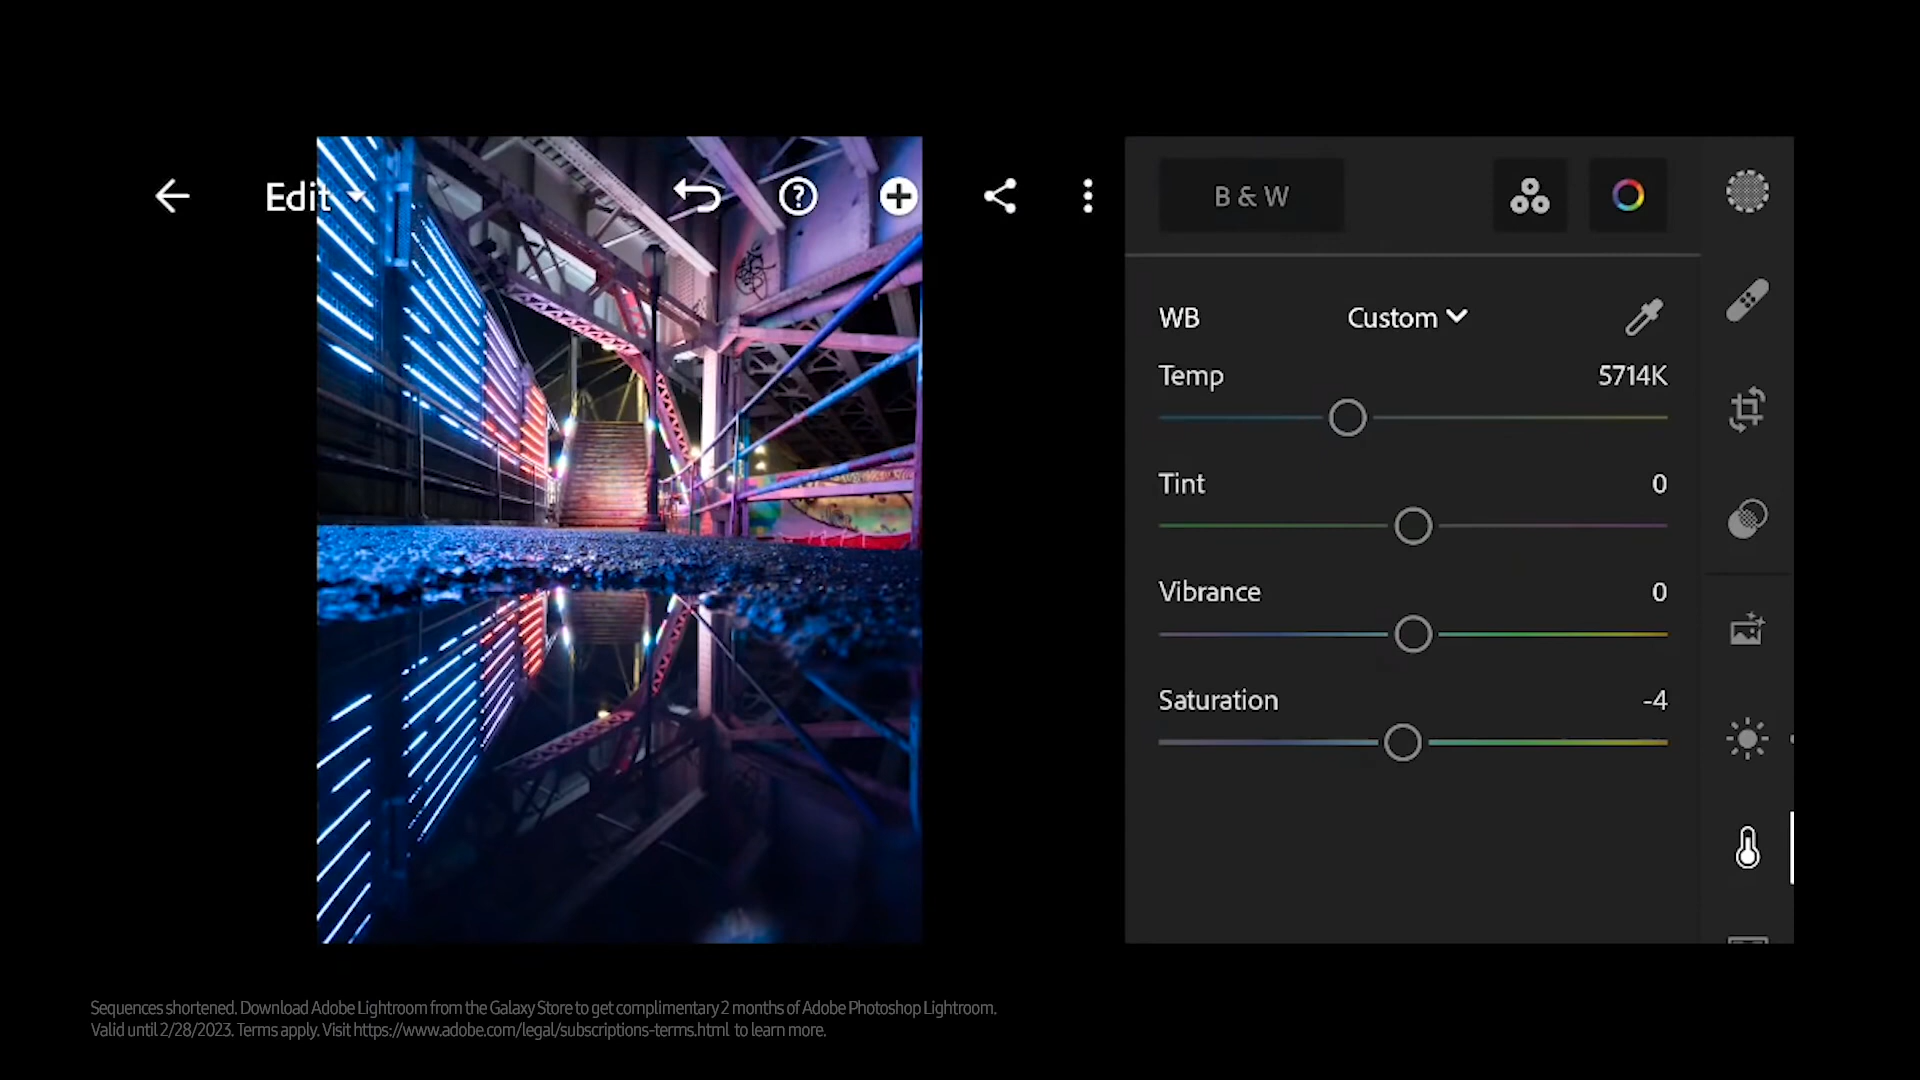 Edit
B & W
WB Custom
Temp 5714K
Tint 0
Vibrance 0
Saturation -4
Sequences shortened. Download Adobe Lightroom from the Galaxy Store to get complimentary 2 months of Adobe Photoshop Lightroom.
Valid until 2/28/2023. Terms apply. Visit https://www.adobe.com/legal/subscriptions-terms.html to learn more.